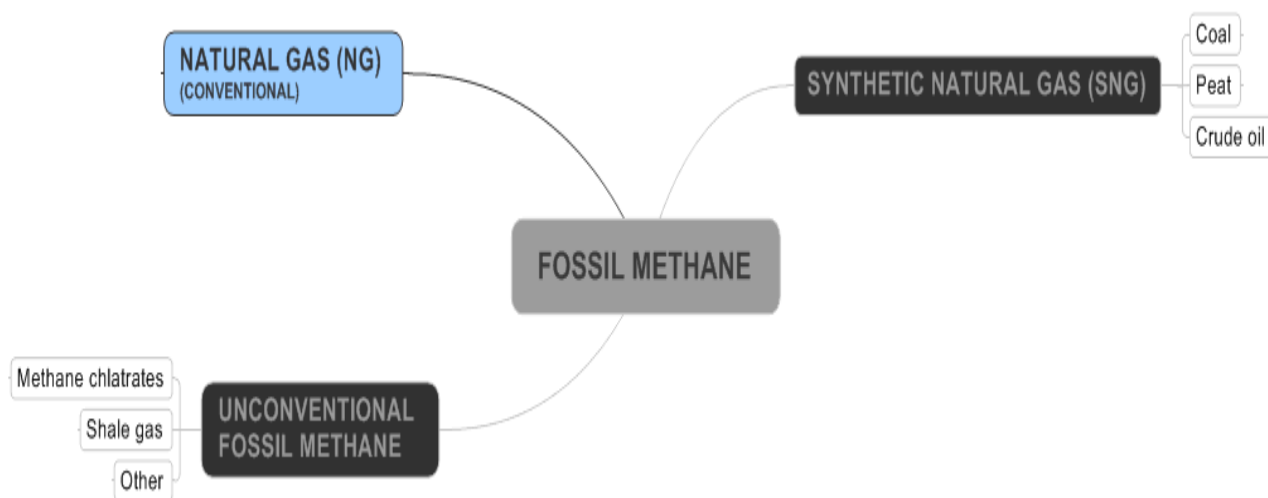 NATURAL GAS (NG)
(CONVENTIONAL)
SYNTHETIC NATURAL GAS (SNG)
Coal
Peat
Crude oil
FOSSIL METHANE
Methane chlatrates
Shale gas
Other
UNCONVENTIONAL
FOSSIL METHANE